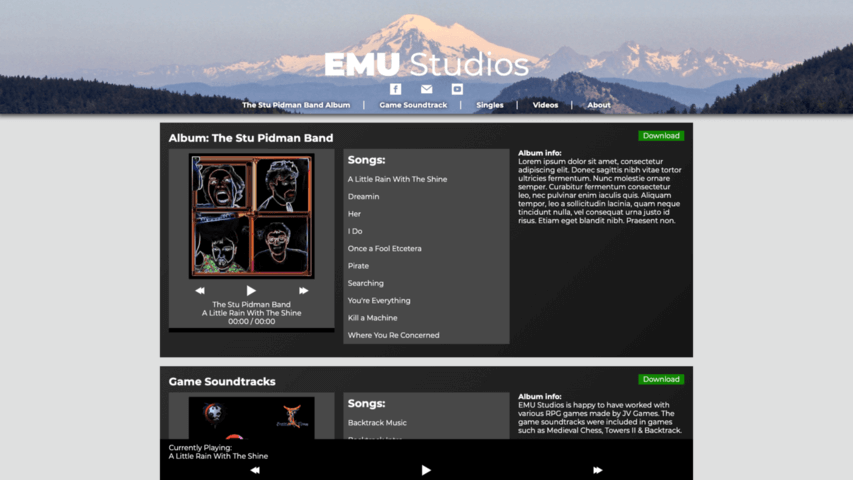 EMU Studios
The Stu Pidman Band Album | Game Soundtrack | Singles | Videos | About
Album: The Stu Pidman Band
Download
The Stu Pidman Band
A Little Rain With The Shine
00:00 / 00:00
Songs:
A Little Rain With The Shine
Dreamin
Her
I Do
Once a Fool Etcetera
Pirate
Searching
You're Everything
Kill a Machine
Where You Re Concerned
Album info:
Lorem ipsum dolor sit amet, consectetur
adipiscing elit. Donec sagittis nibh vitae tortor
ultricies fermentum. Nunc molestie ornare
semper. Curabitur fermentum consectetur
leo, nec pulvinar enim iaculis quis. Aliquam
tempor, leo a sollicitudin lacinia, quam neque
tincidunt nulla, vel consequat urna justo id
risus. Etiam eget blandit nibh. Praesent non.
Game Soundtracks
Download
Songs:
Backtrack Music
Album info:
EMU Studios is happy to have worked with
various RPG games made by JV Games. The
game soundtracks were included in games
such as Medieval Chess, Towers II & Backtrack.
Currently Playing:
A Little Rain With The Shine